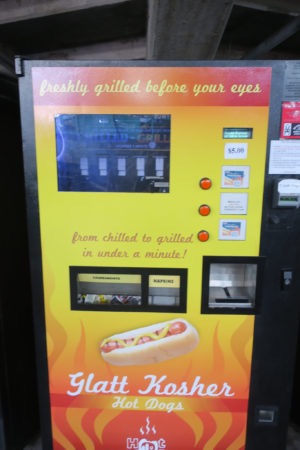 freshly grilled before your eyes
$5.00
from chilled to grilled
in under a minute!
CONDIMENTS
NAPKINS
Glatt Kosher
Hot Dogs